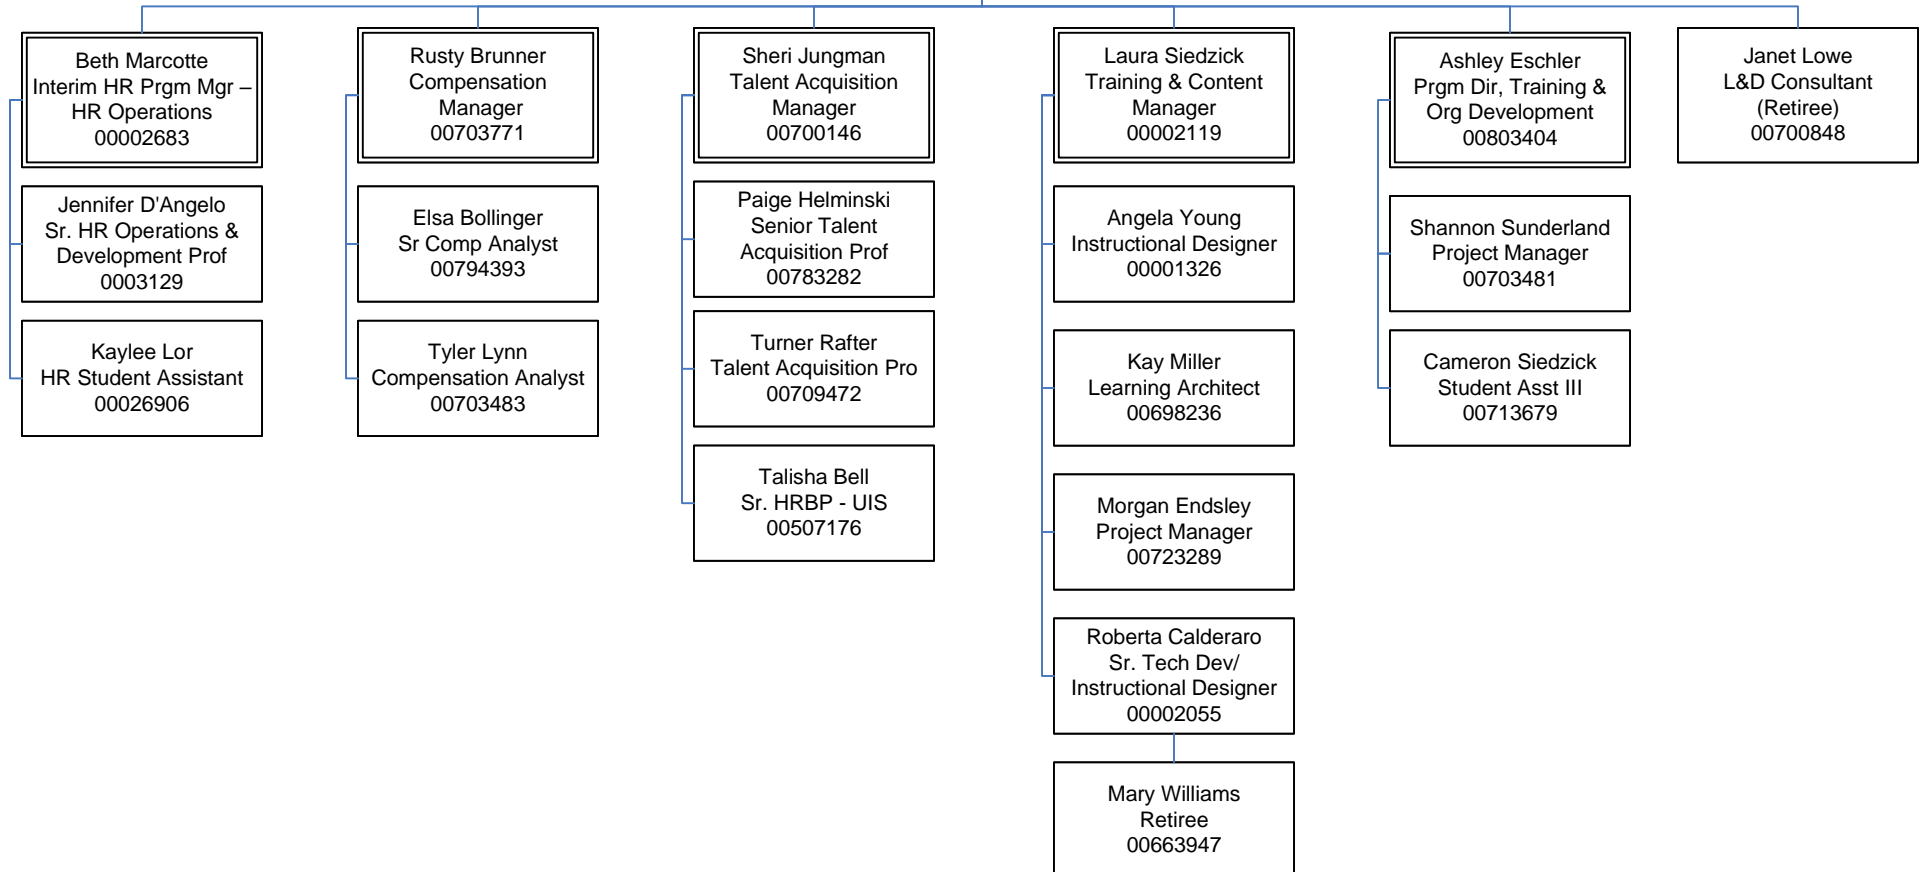 Beth Marcotte
Interim HR Prgm Mgr –
HR Operations
00002683
Jennifer D'Angelo
Sr. HR Operations &
Development Prof
0003129
Kaylee Lor
HR Student Assistant
00026906
Rusty Brunner
Compensation
Manager
00703771
Elsa Bollinger
Sr Comp Analyst
00794393
Tyler Lynn
Compensation Analyst
00703483
Sheri Jungman
Talent Acquisition
Manager
00700146
Paige Helminski
Senior Talent
Acquisition Prof
00783282
Turner Rafter
Talent Acquisition Pro
00709472
Talisha Bell
Sr. HRBP - UIS
00507176
Laura Siedzick
Training & Content
Manager
00002119
Angela Young
Instructional Designer
00001326
Kay Miller
Learning Architect
00698236
Morgan Endsley
Project Manager
00723289
Roberta Calderaro
Sr. Tech Dev/
Instructional Designer
00002055
Mary Williams
Retiree
00663947
Ashley Eschler
Prgm Dir, Training &
Org Development
00803404
Shannon Sunderland
Project Manager
00703481
Cameron Siedzick
Student Asst III
00713679
Janet Lowe
L&D Consultant
(Retiree)
00700848